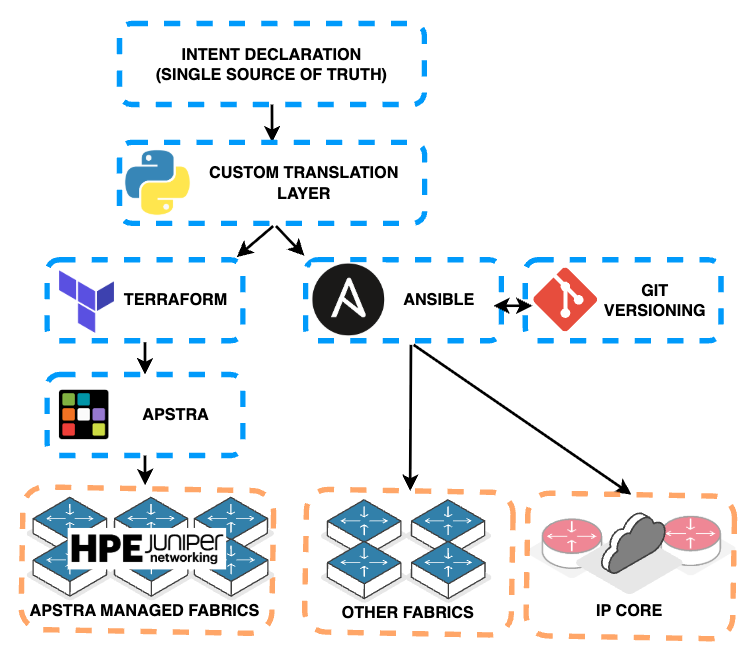 INTENT DECLARATION
(SINGLE SOURCE OF TRUTH)
CUSTOM TRANSLATION
LAYER
TERRAFORM
ANSIBLE
GIT
VERSIONING
APSTRA
HPE juniper
networking
APSTRA MANAGED FABRICS
OTHER FABRICS
IP CORE